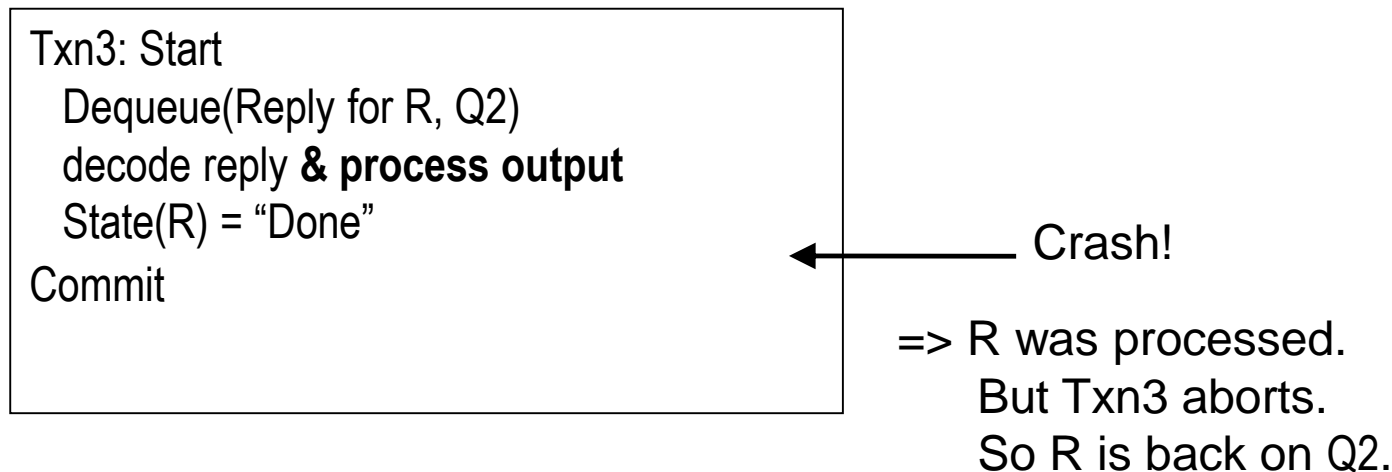 Txn3: Start
Dequeue(Reply for R, Q2)
decode reply & process output
State(R) = “Done”
Commit
Crash!
=> R was processed.
But Txn3 aborts.
So R is back on Q2.